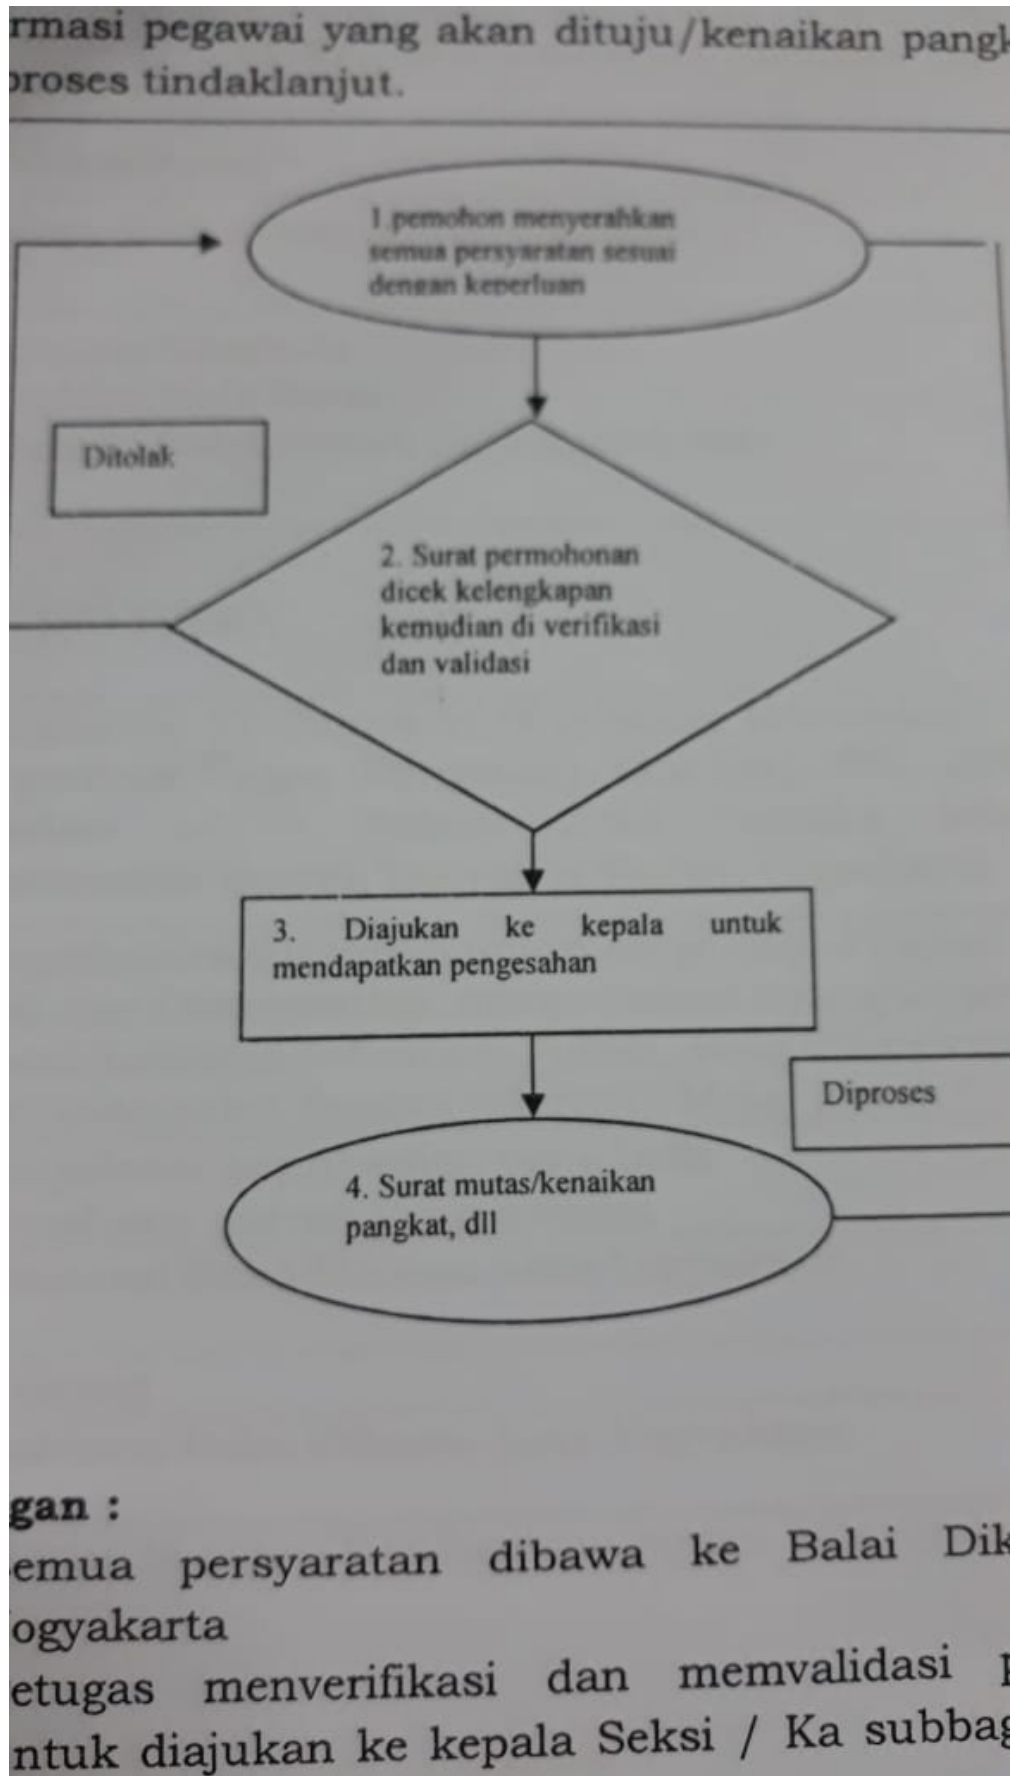 rmasi pegawai yang akan dituju/kenaikan pangk
proses tindaklanjut.
1.pemohon menyerahkan
semua persyaratan sesuai
dengan keperluan
Ditolak
2. Surat permohonan
dicek kelengkapan
kemudian di verifikasi
dan validasi
3. Diajukan ke kepala untuk
mendapatkan pengesahan
Diproses
4. Surat mutas/kenaikan
pangkat, dll
gan :
emua persyaratan dibawa ke Balai Dik
ogyakarta
etugas menverifikasi dan memvalidasi p
ntuk diajukan ke kepala Seksi / Ka subbag